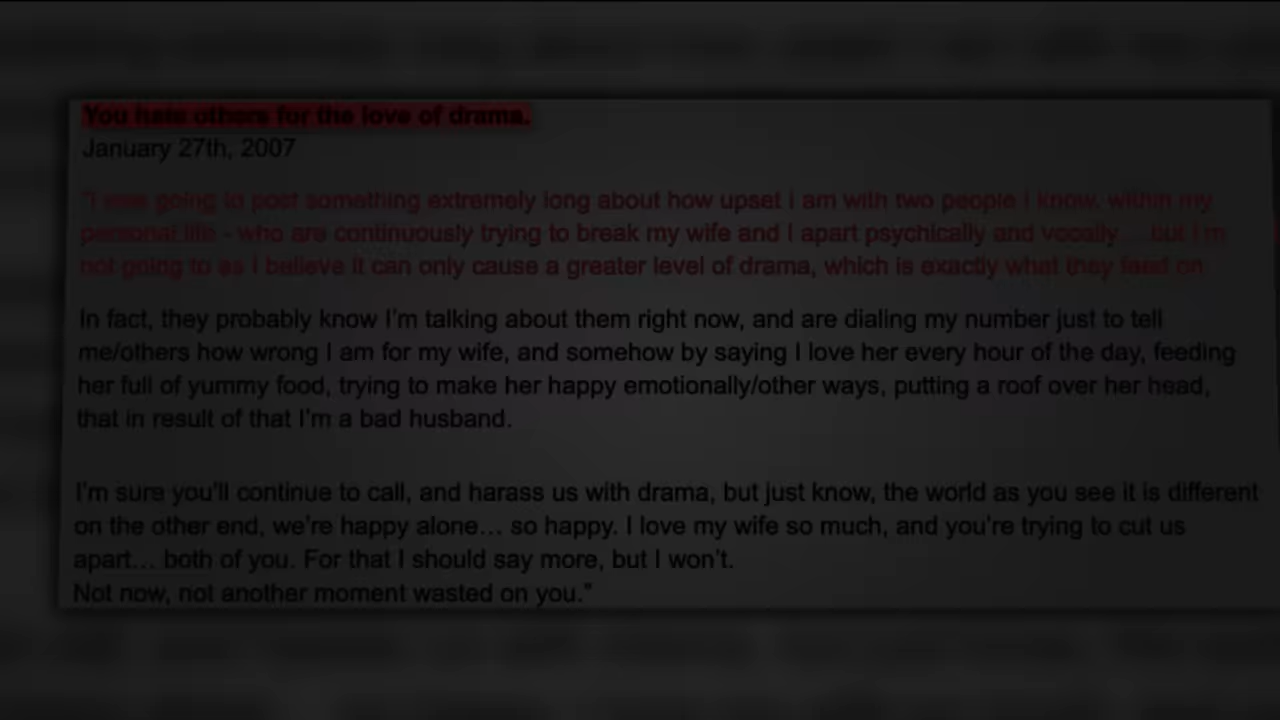 You hate others for the love of drama.
January 27th, 2007
"I was going to post something extremely long about how upset I am with two people I know, within my
personal life - who are continuously trying to break my wife and I apart psychically and vocally... but I'm
not going to as I believe it can only cause a greater level of drama, which is exactly what they feed on.
In fact, they probably know I'm talking about them right now, and are dialing my number just to tell
me/others how wrong I am for my wife, and somehow by saying I love her every hour of the day, feeding
her full of yummy food, trying to make her happy emotionally/other ways, putting a roof over her head,
that in result of that I'm a bad husband.
I'm sure you'll continue to call, and harass us with drama, but just know, the world as you see it is different
on the other end, we're happy alone... so happy. I love my wife so much, and you're trying to cut us
apart... both of you. For that I should say more, but I won't.
Not now, not another moment wasted on you."